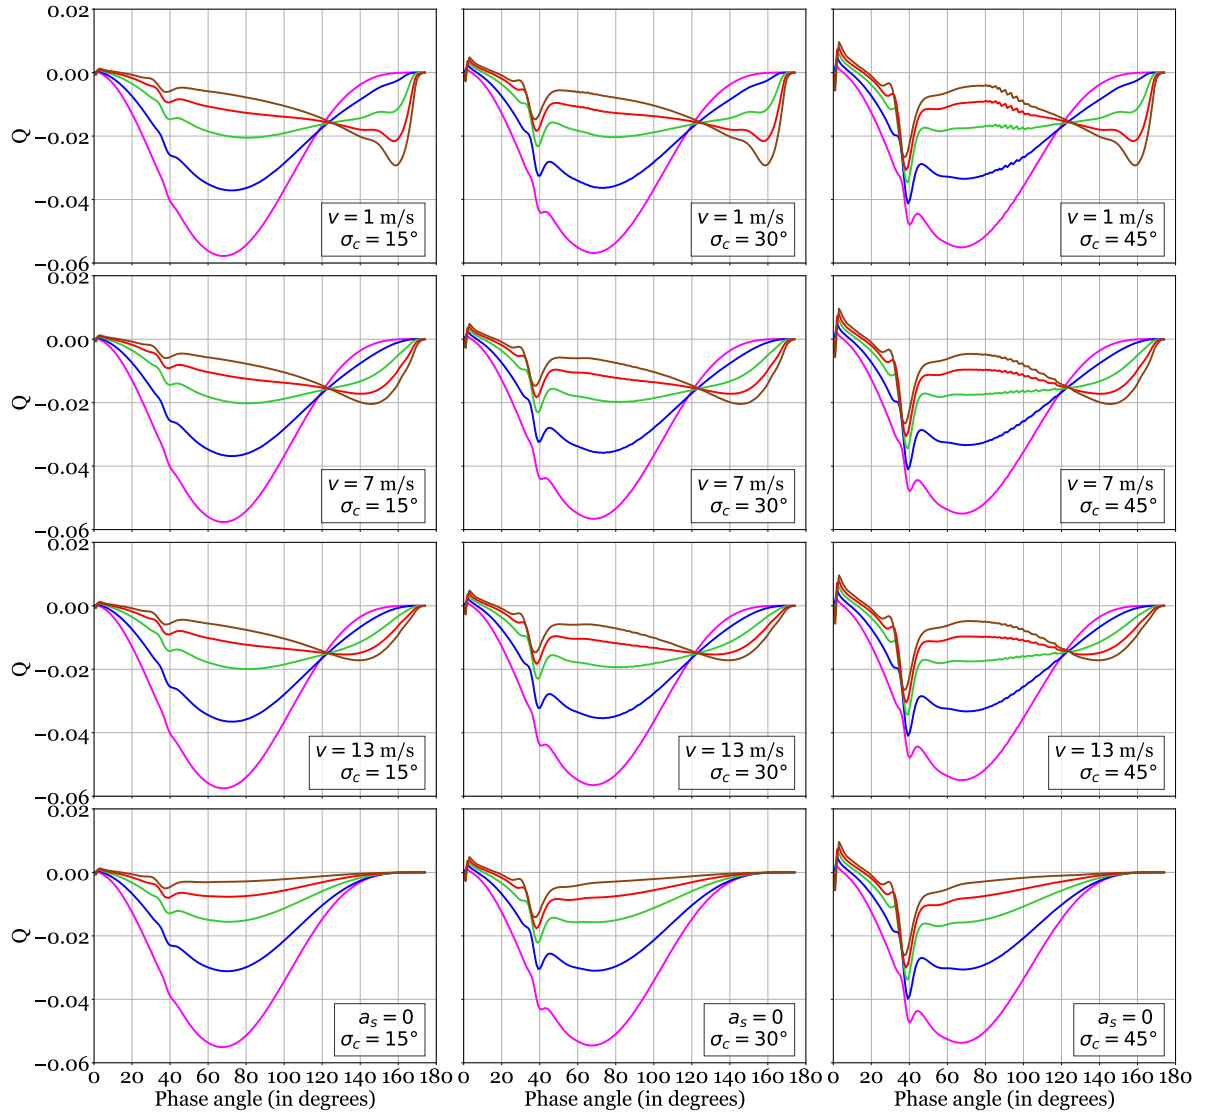 0.02
0.00
−0.02
−0.04
−0.06
Q
v = 1 m/s
σc = 15°
v = 1 m/s
σc = 30°
v = 1 m/s
σc = 45°
0.02
0.00
−0.02
−0.04
−0.06
Q
v = 7 m/s
σc = 15°
v = 7 m/s
σc = 30°
v = 7 m/s
σc = 45°
0.02
0.00
−0.02
−0.04
−0.06
Q
v = 13 m/s
σc = 15°
v = 13 m/s
σc = 30°
v = 13 m/s
σc = 45°
0.02
0.00
−0.02
−0.04
−0.06
Q
as = 0
σc = 15°
as = 0
σc = 30°
as = 0
σc = 45°
0 20 40 60 80 100 120 140 160 180
0 20 40 60 80 100 120 140 160 180
0 20 40 60 80 100 120 140 160 180
Phase angle (in degrees)
Phase angle (in degrees)
Phase angle (in degrees)